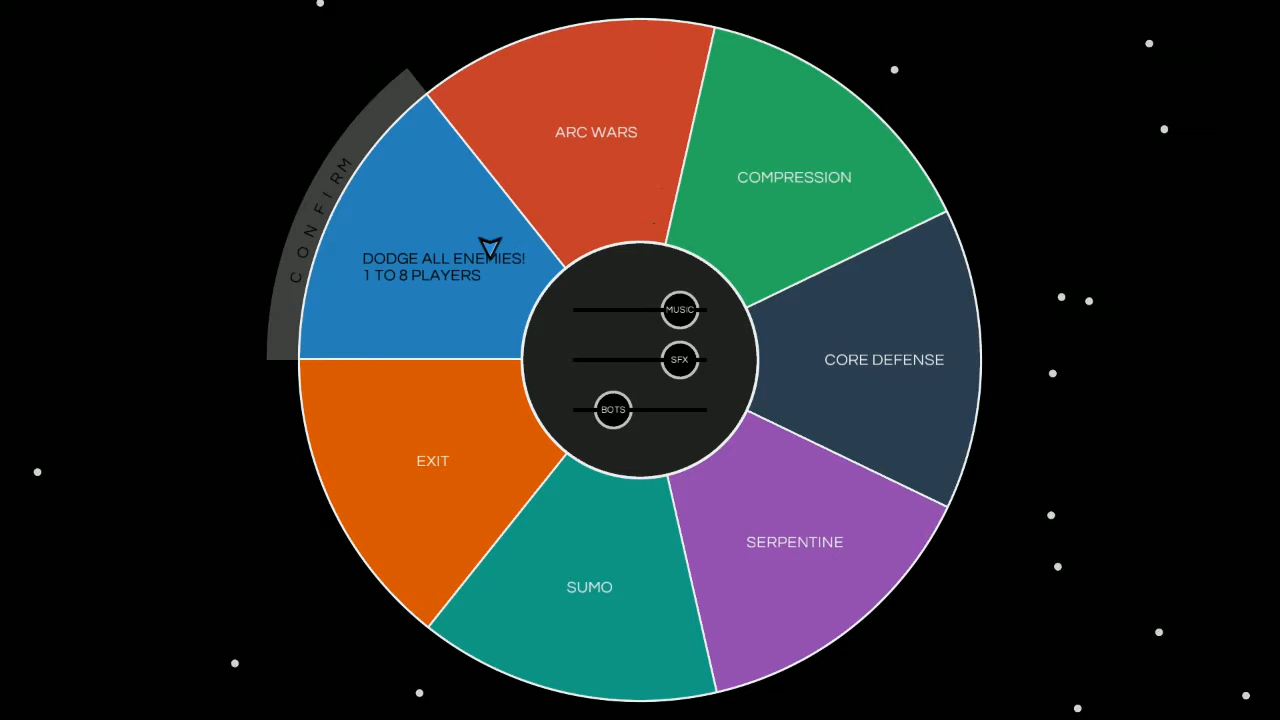 ARC WARS
COMPRESSION
CONFIRM
DODGE ALL ENEMIES!
1 TO 8 PLAYERS
MUSIC
SFX
BOTS
CORE DEFENSE
EXIT
SERPENTINE
SUMO